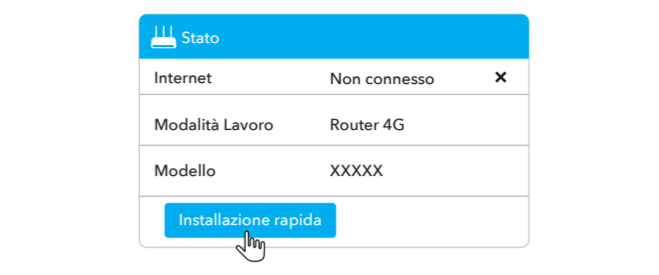 Stato
Internet Non connesso ×
Modalità Lavoro Router 4G
Modello XXXXX
Installazione rapida